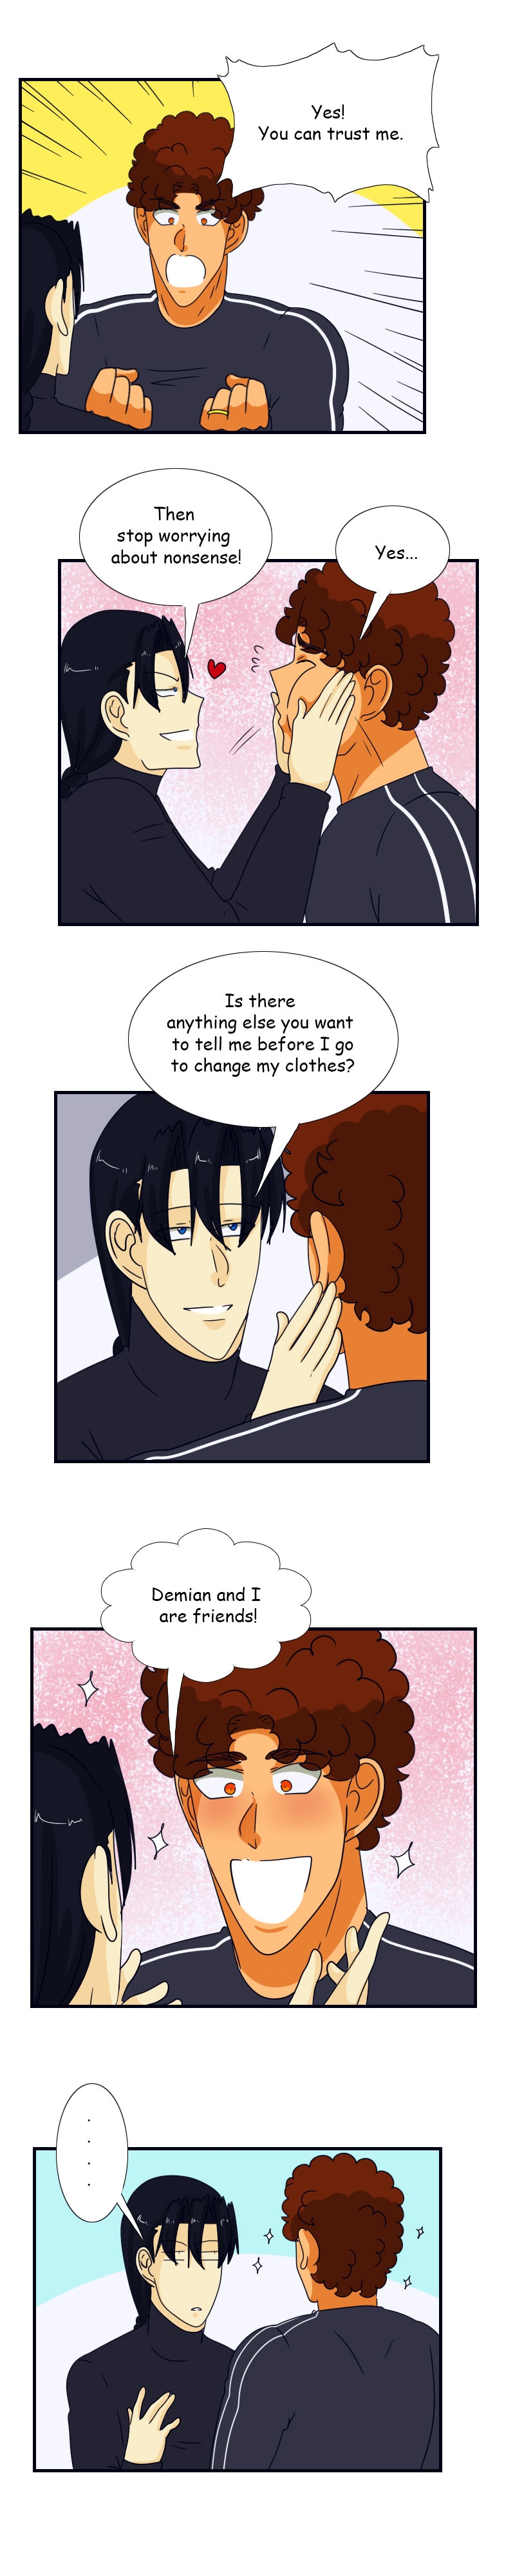 Yes!
You can trust me.
Then
stop worrying
about nonsense!
Yes...
Is there
anything else you want
to tell me before I go
to change my clothes?
Demian and I
are friends!
.
.
.
.